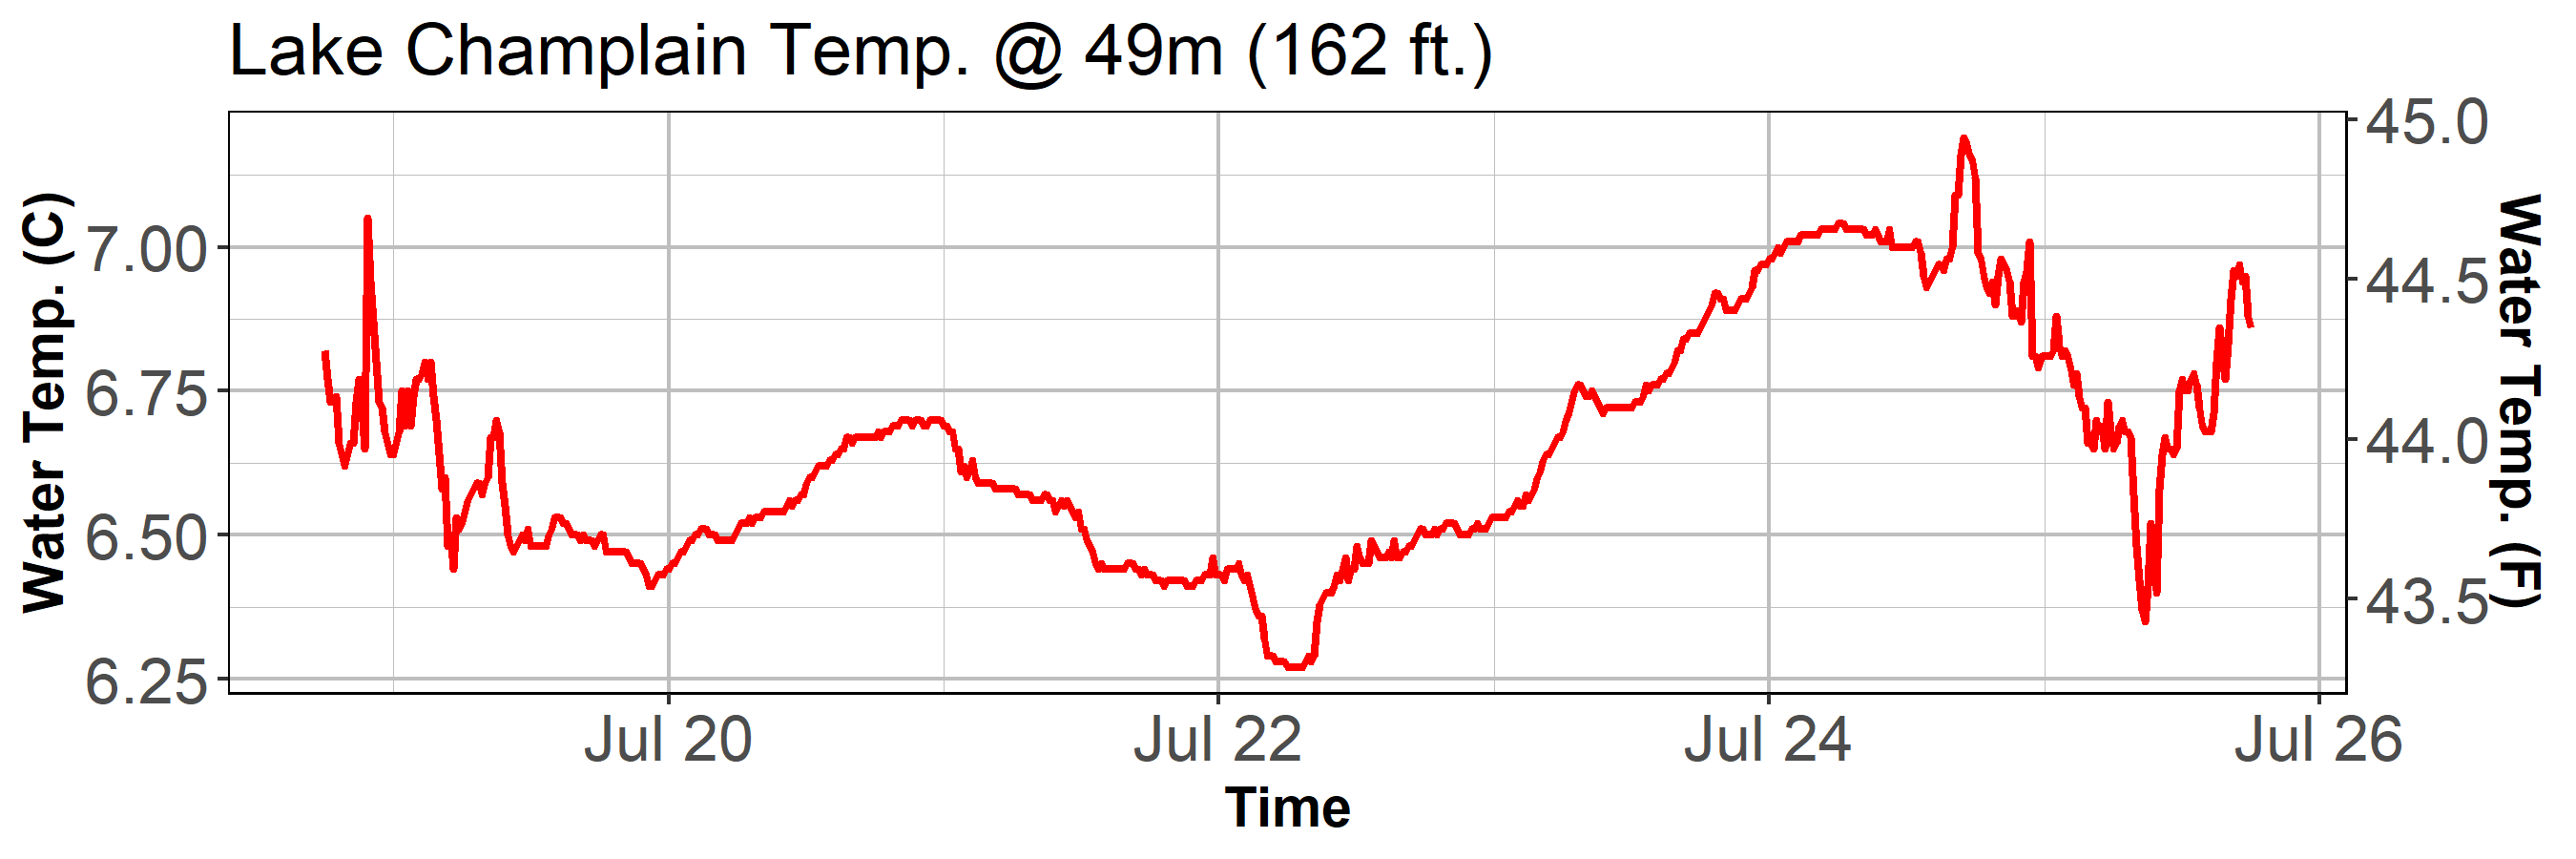 Lake Champlain Temp. @ 49m (162 ft.)
Water Temp. (C)
7.00
6.75
6.50
6.25
45.0
44.5
44.0
43.5
Water Temp. (F)
Jul 20
Jul 22
Jul 24
Jul 26
Time